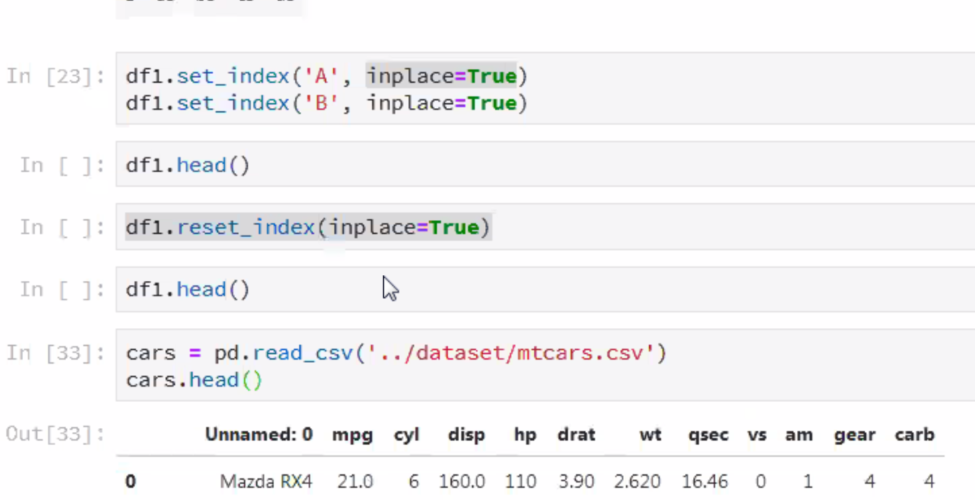 In [23]: df1.set_index('A', inplace=True)
df1.set_index('B', inplace=True)
In [ ]: df1.head()
In [ ]: df1.reset_index(inplace=True)
In [ ]: df1.head()
In [33]: cars = pd.read_csv('../dataset/mtcars.csv')
cars.head()
Out[33]: Unnamed: 0 mpg cyl disp hp drat wt qsec vs am gear carb
0 Mazda RX4 21.0 6 160.0 110 3.90 2.620 16.46 0 1 4 4